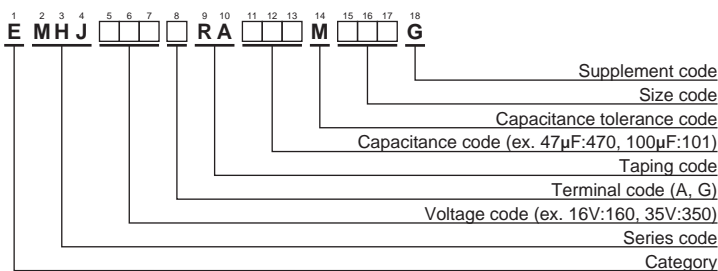 1 2 3 4 5 6 7 8 9 10 11 12 13 14 15 16 17 18
E MHJ □□□ □ RA □□□ M □□□ G
Supplement code
Size code
Capacitance tolerance code
Capacitance code (ex. 47µF:470, 100µF:101)
Taping code
Terminal code (A, G)
Voltage code (ex. 16V:160, 35V:350)
Series code
Category